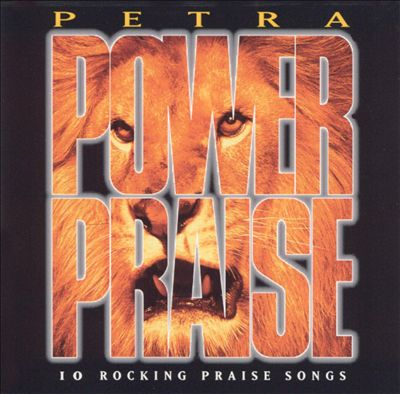 PETRA
POWER
PRAISE
10 ROCKING PRAISE SONGS